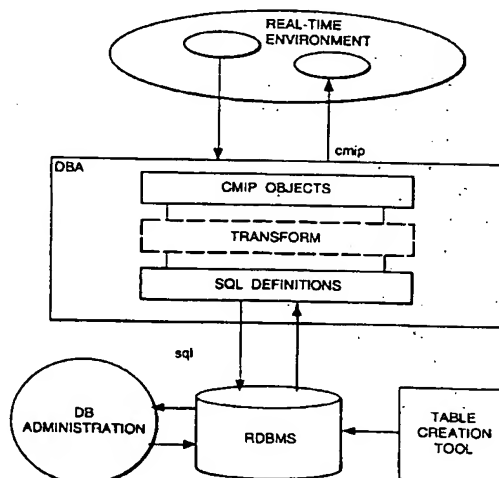 REAL-TIME
ENVIRONMENT
cmip
DBA
CMIP OBJECTS
TRANSFORM
SQL DEFINITIONS
sql
DB
ADMINISTRATION
RDBMS
TABLE
CREATION
TOOL